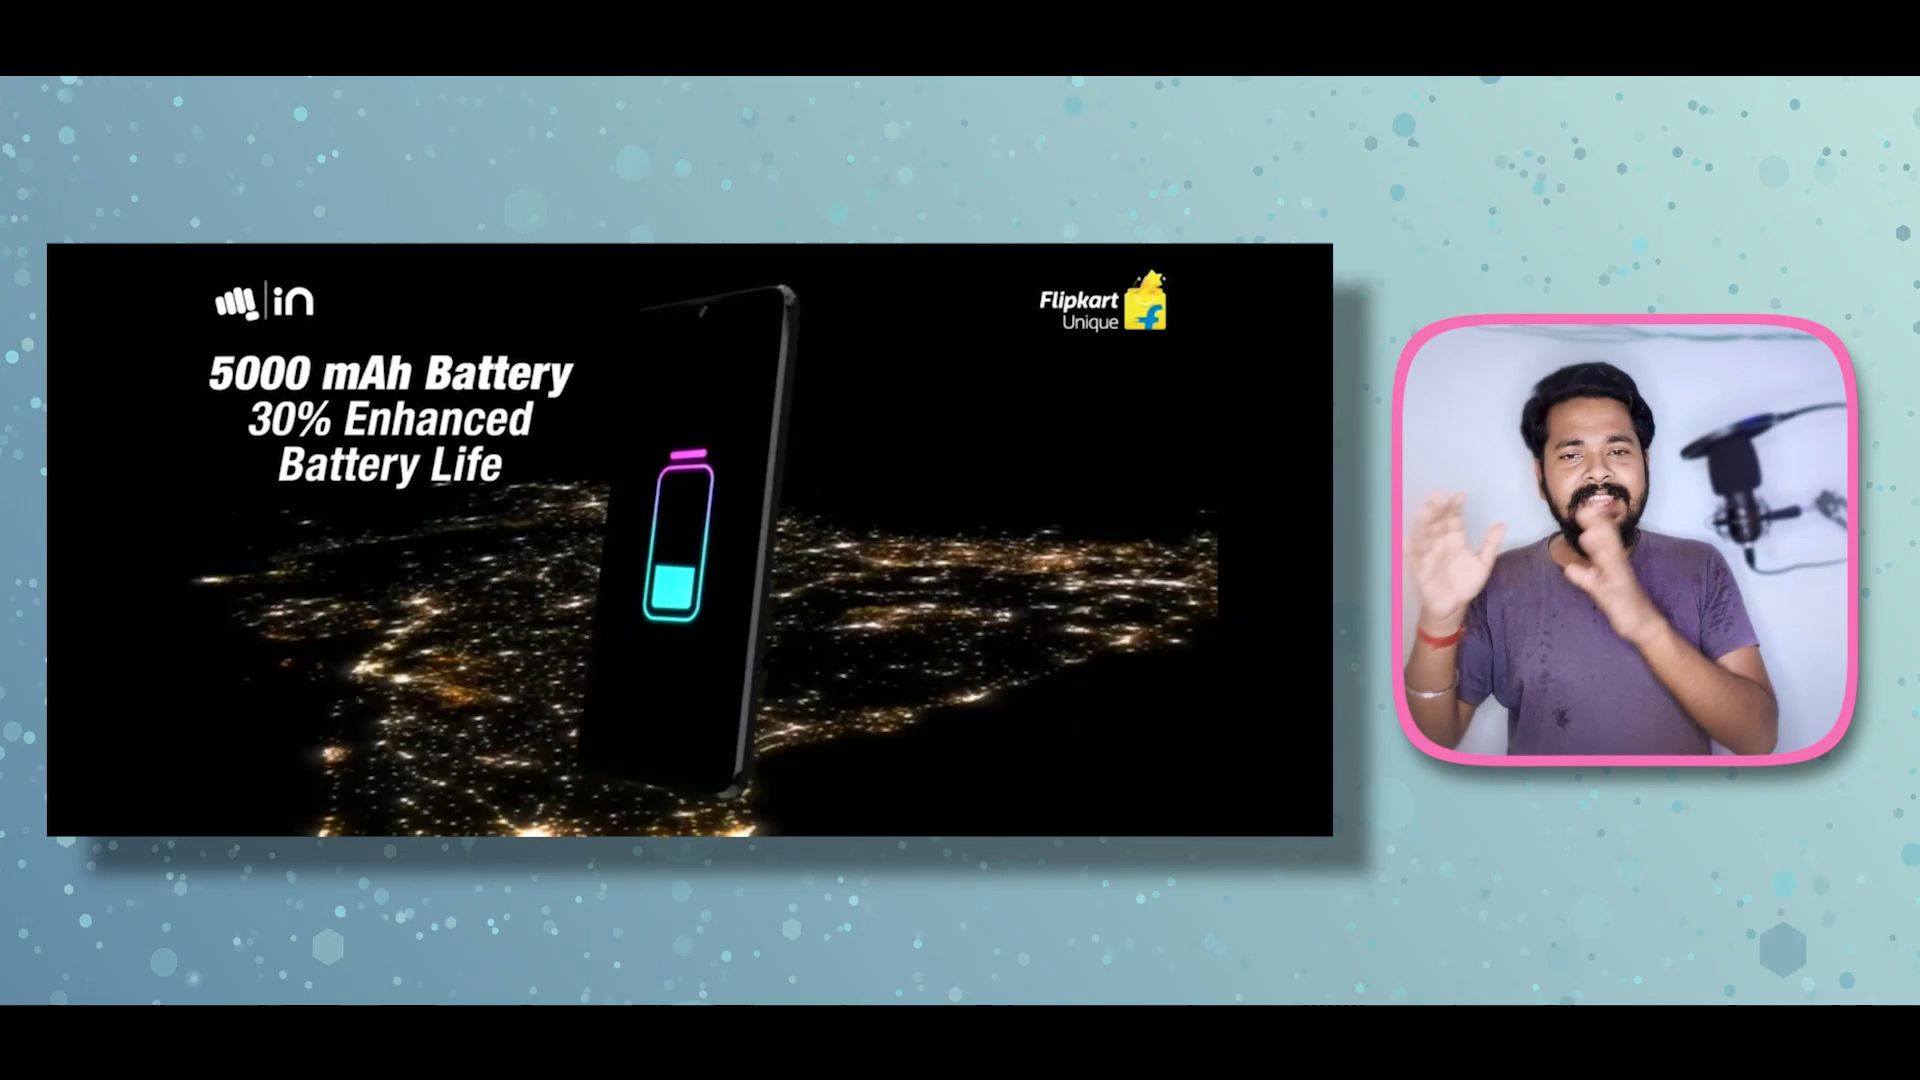 in
5000 mAh Battery
30% Enhanced
Battery Life
Flipkart
Unique